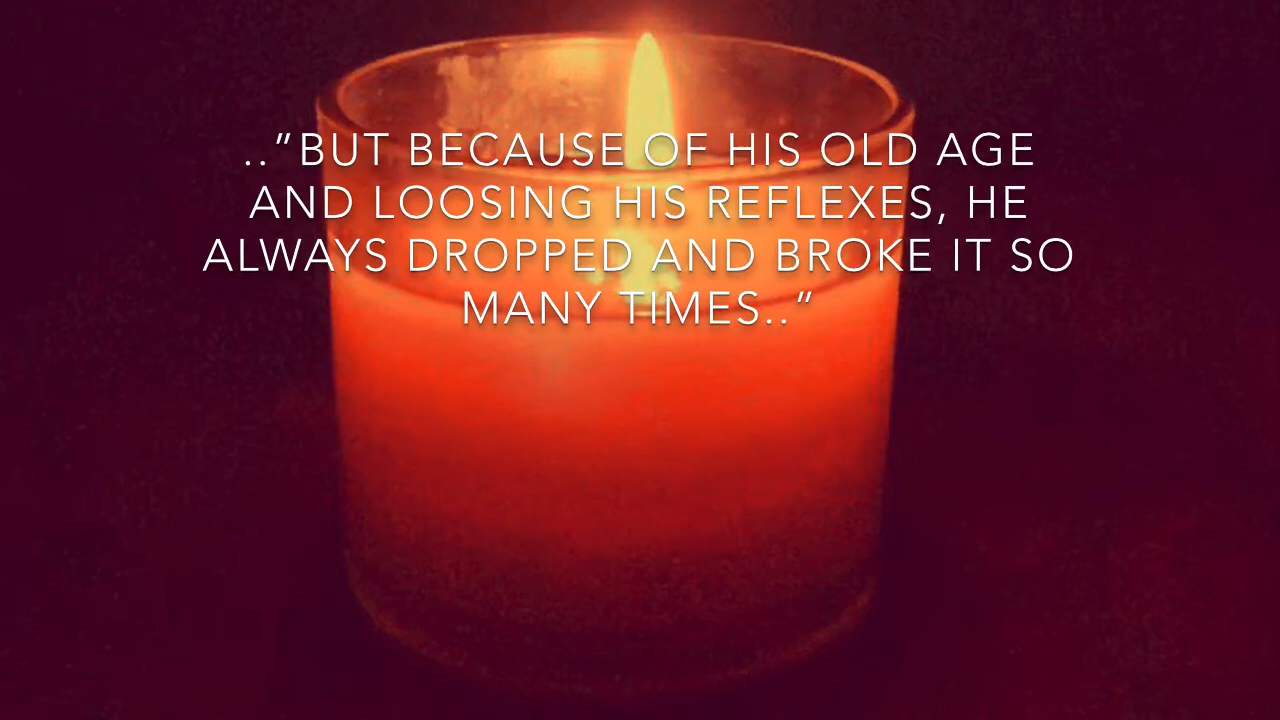 ..”BUT BECAUSE OF HIS OLD AGE
AND LOOSING HIS REFLEXES, HE
ALWAYS DROPPED AND BROKE IT SO
MANY TIMES..”